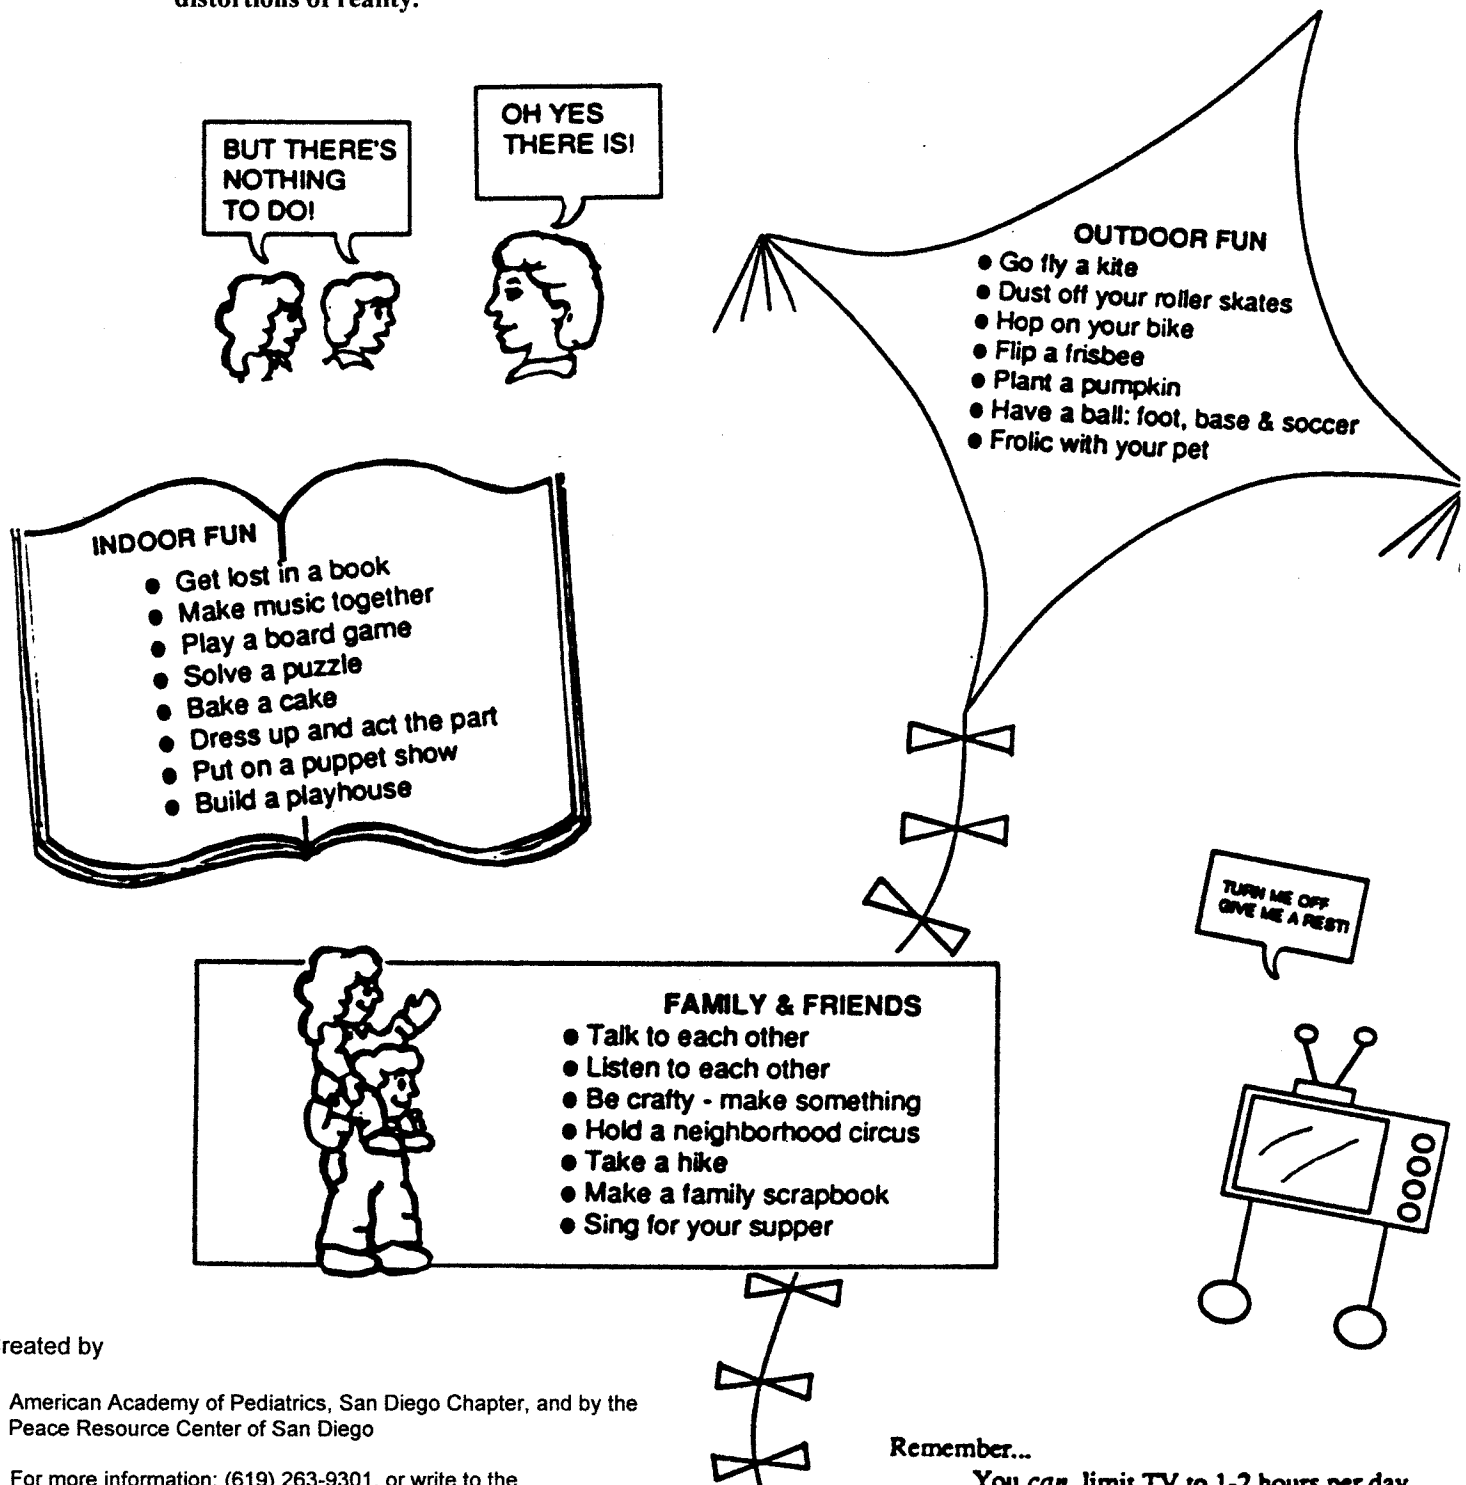 distortions of reality.
BUT THERE'S
NOTHING
TO DO!
OH YES
THERE IS!
OUTDOOR FUN
● Go fly a kite
● Dust off your roller skates
● Hop on your bike
● Flip a frisbee
● Plant a pumpkin
● Have a ball: foot, base & soccer
● Frolic with your pet
INDOOR FUN
● Get lost in a book
● Make music together
● Play a board game
● Solve a puzzle
● Bake a cake
● Dress up and act the part
● Put on a puppet show
● Build a playhouse
TURN ME OFF
GIVE ME A REST!
FAMILY & FRIENDS
● Talk to each other
● Listen to each other
● Be crafty - make something
● Hold a neighborhood circus
● Take a hike
● Make a family scrapbook
● Sing for your supper
reated by
American Academy of Pediatrics, San Diego Chapter, and by the
Peace Resource Center of San Diego
For more information: (619) 263-9301, or write to the
Remember...
You can limit TV to 1-2 hours per day